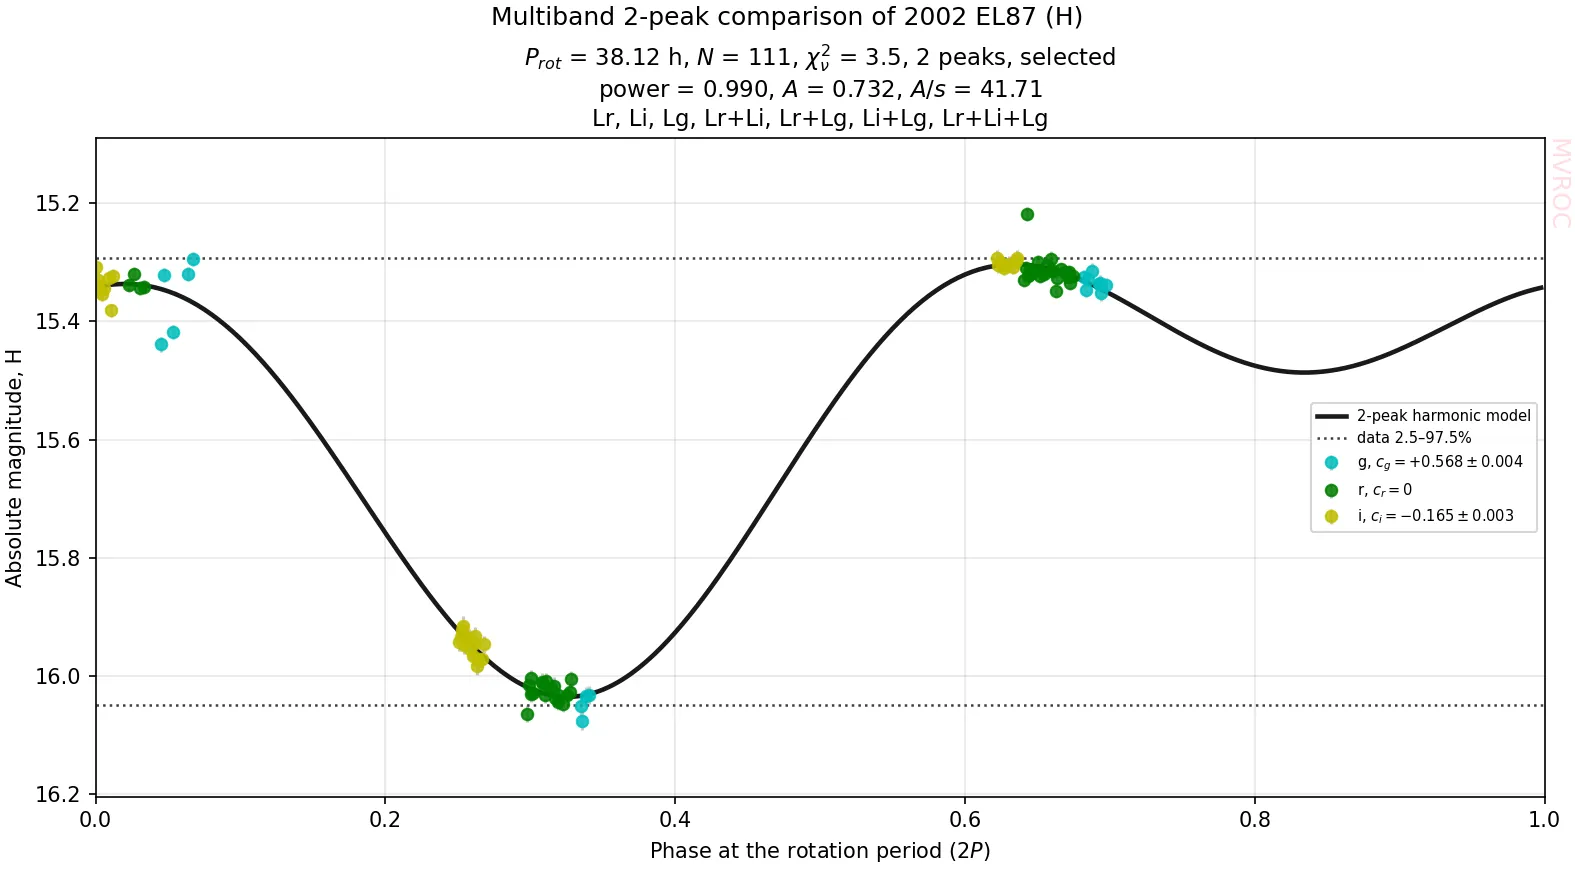 Multiband 2-peak comparison of 2002 EL87 (H)
P_rot = 38.12 h, N = 111, χ²_ν = 3.5, 2 peaks, selected
power = 0.990, A = 0.732, A/s = 41.71
Lr, Li, Lg, Lr+Li, Lr+Lg, Li+Lg, Lr+Li+Lg
MVROC
Absolute magnitude, H
15.2
15.4
15.6
15.8
16.0
16.2
2-peak harmonic model
data 2.5–97.5%
g, c_g = +0.568 ± 0.004
r, c_r = 0
i, c_i = −0.165 ± 0.003
0.0 0.2 0.4 0.6 0.8 1.0
Phase at the rotation period (2P)